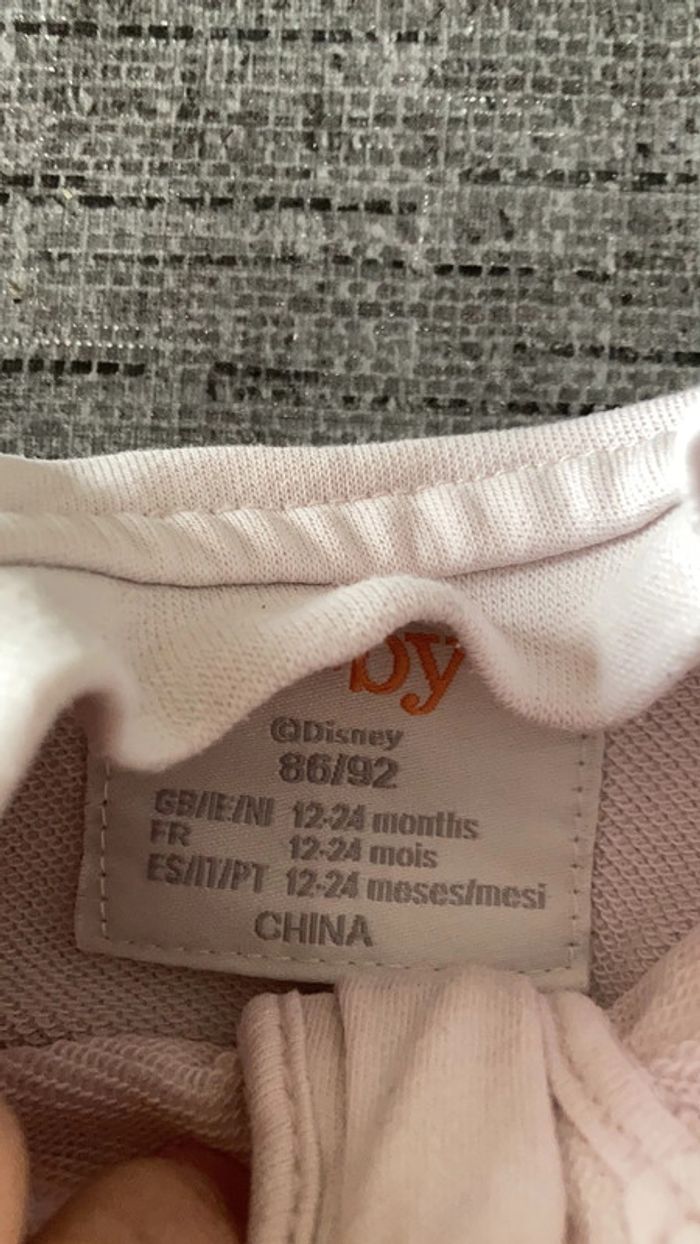 by
©Disney
86/92
GB/IE/NI 12-24 months
FR 12-24 mois
ES/IT/PT 12-24 meses/mesi
CHINA